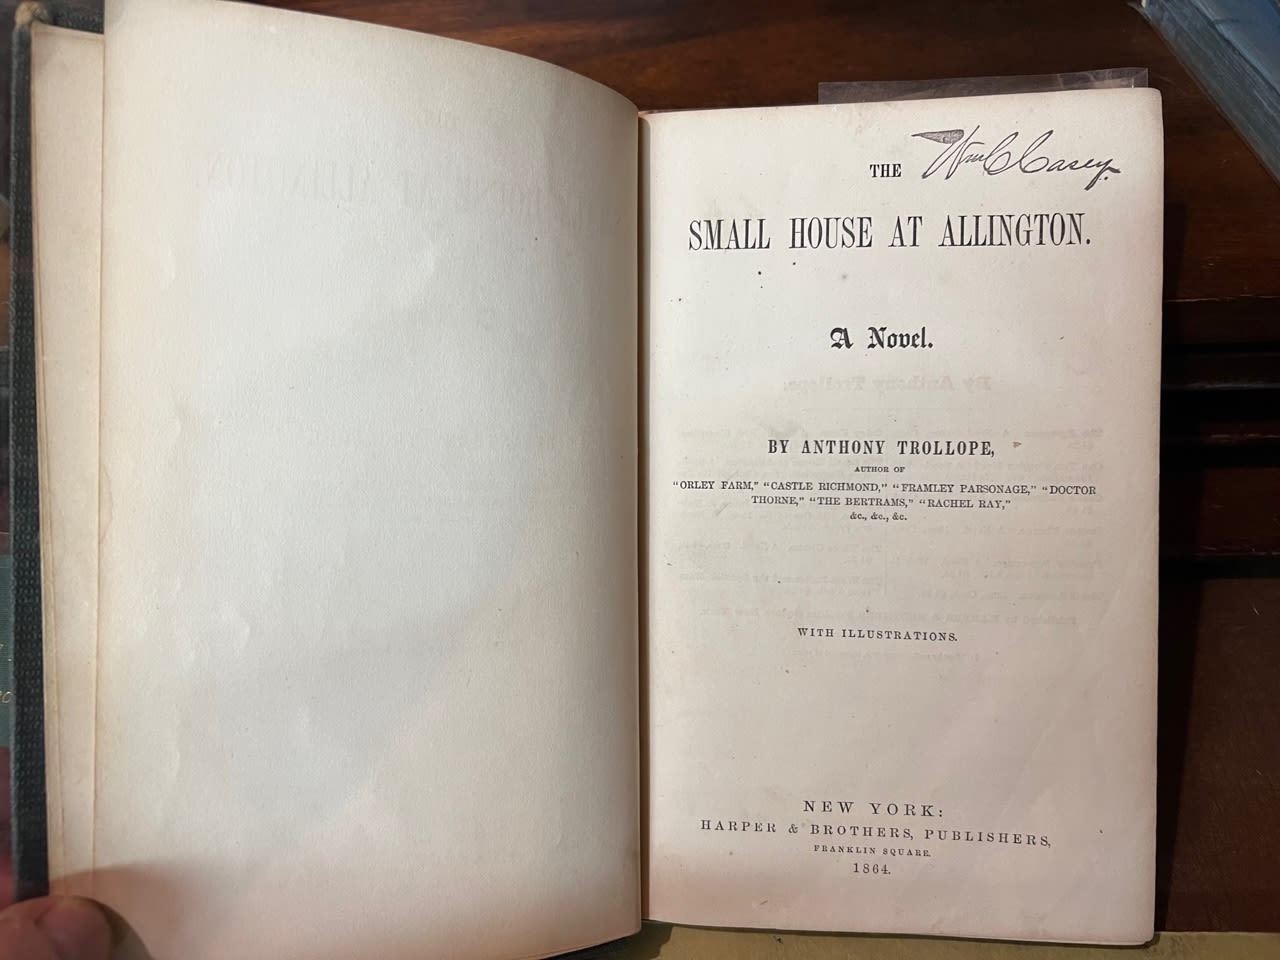 Wm C Casey.
THE
SMALL HOUSE AT ALLINGTON.
A Novel.
BY ANTHONY TROLLOPE,
AUTHOR OF
"ORLEY FARM," "CASTLE RICHMOND," "FRAMLEY PARSONAGE," "DOCTOR
THORNE," "THE BERTRAMS," "RACHEL RAY,"
&c., &c., &c.
WITH ILLUSTRATIONS.
NEW YORK:
HARPER & BROTHERS, PUBLISHERS,
FRANKLIN SQUARE.
1864.